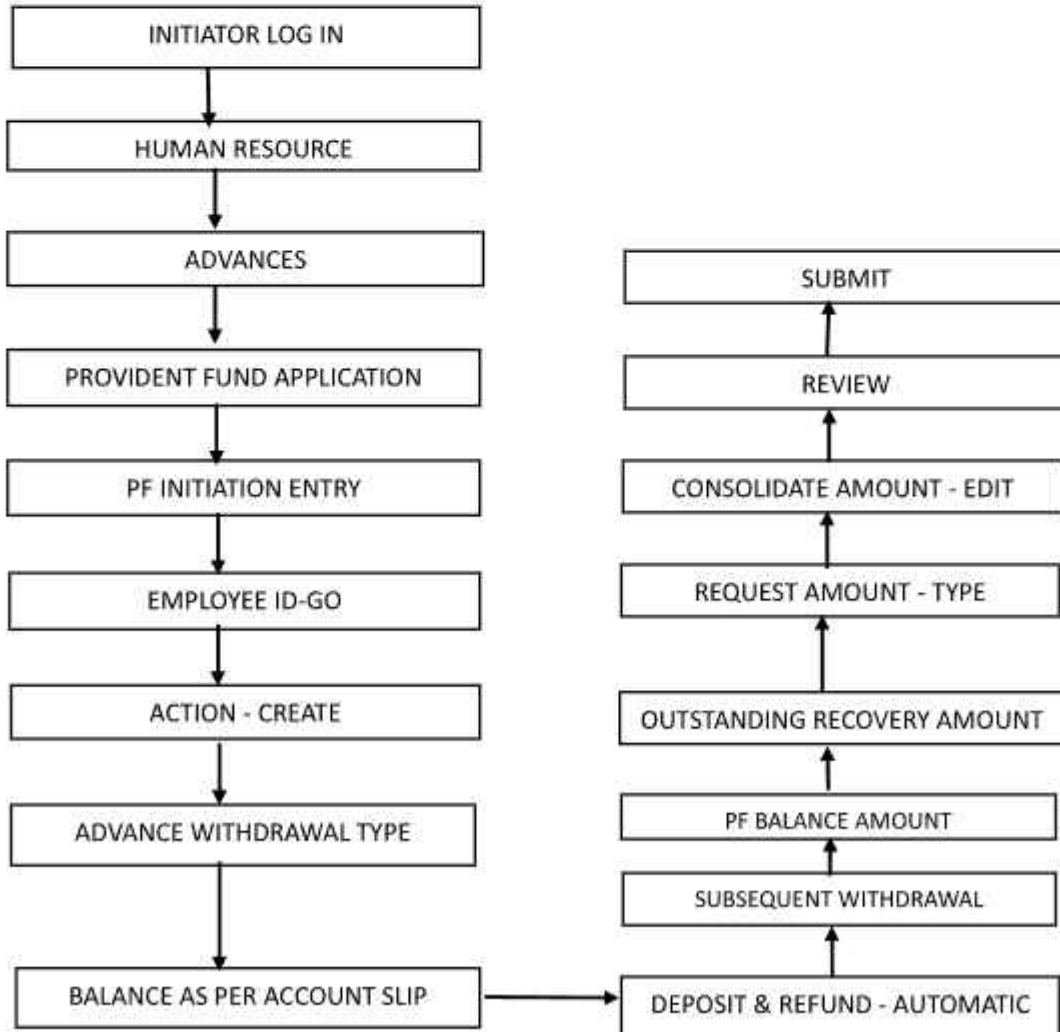 INITIATOR LOG IN
HUMAN RESOURCE
ADVANCES
PROVIDENT FUND APPLICATION
PF INITIATION ENTRY
EMPLOYEE ID-GO
ACTION - CREATE
ADVANCE WITHDRAWAL TYPE
BALANCE AS PER ACCOUNT SLIP
DEPOSIT & REFUND - AUTOMATIC
SUBSEQUENT WITHDRAWAL
PF BALANCE AMOUNT
OUTSTANDING RECOVERY AMOUNT
REQUEST AMOUNT - TYPE
CONSOLIDATE AMOUNT - EDIT
REVIEW
SUBMIT